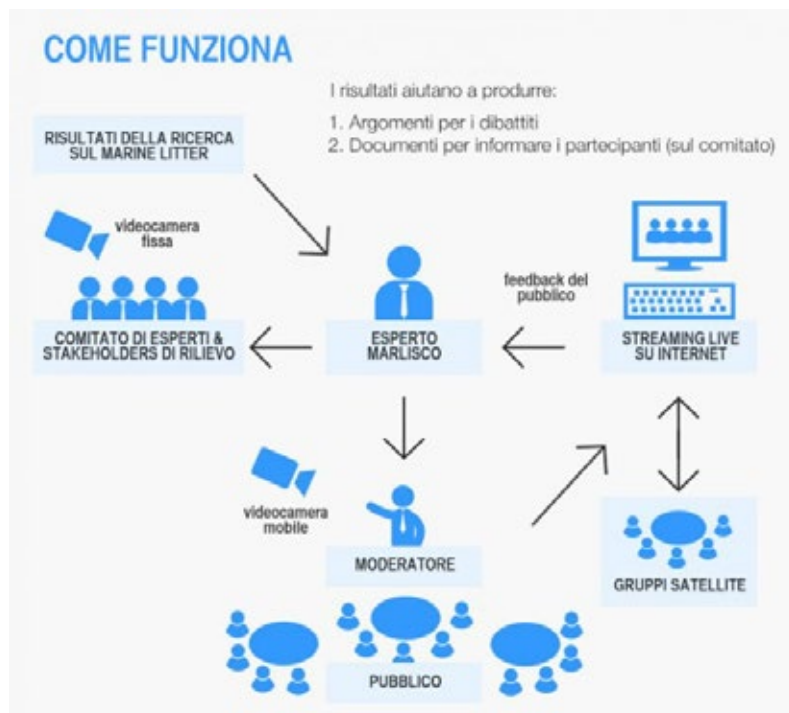 COME FUNZIONA
I risultati aiutano a produrre:
1. Argomenti per i dibattiti
2. Documenti per informare i partecipanti (sul comitato)
RISULTATI DELLA RICERCA
SUL MARINE LITTER
videocamera
fissa
COMITATO DI ESPERTI &
STAKEHOLDERS DI RILIEVO
ESPERTO
MARLISCO
feedback del
pubblico
STREAMING LIVE
SU INTERNET
videocamera
mobile
MODERATORE
GRUPPI SATELLITE
PUBBLICO